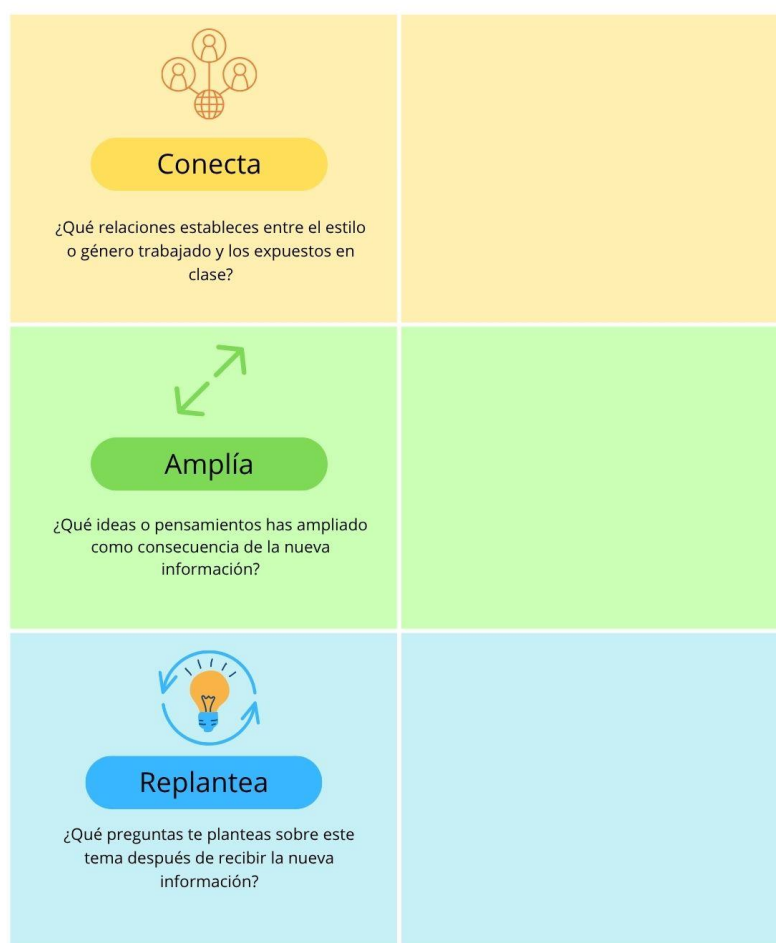 Conecta
¿Qué relaciones estableces entre el estilo
o género trabajado y los expuestos en
clase?
Amplía
¿Qué ideas o pensamientos has ampliado
como consecuencia de la nueva
información?
Replantea
¿Qué preguntas te planteas sobre este
tema después de recibir la nueva
información?